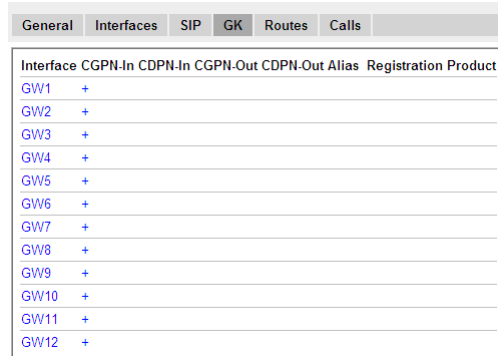 General Interfaces SIP GK Routes Calls
Interface CGPN-In CDPN-In CGPN-Out CDPN-Out Alias Registration Product
GW1 +
GW2 +
GW3 +
GW4 +
GW5 +
GW6 +
GW7 +
GW8 +
GW9 +
GW10 +
GW11 +
GW12 +